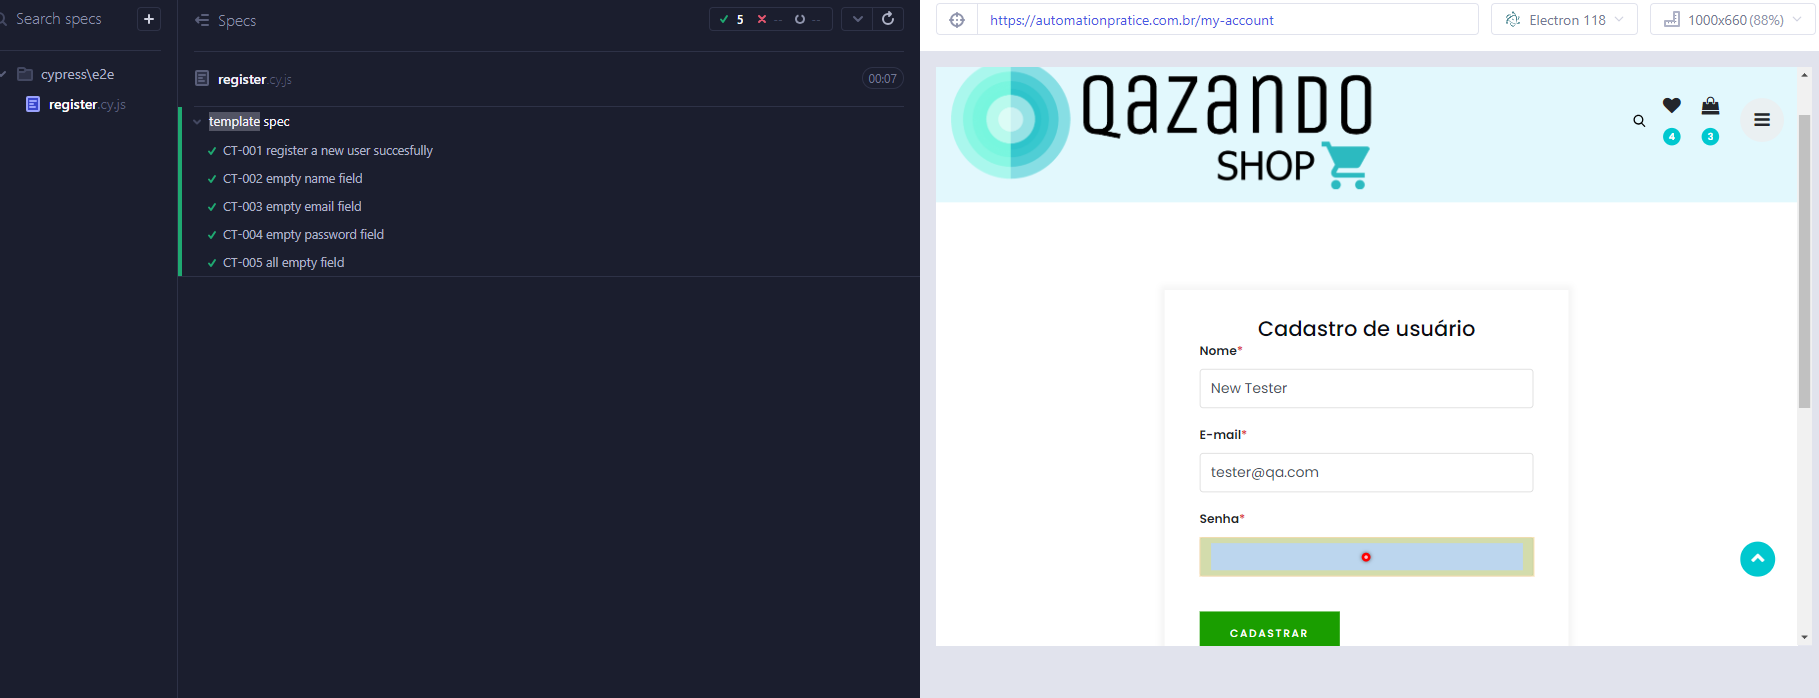 Search specs
+
cypress\e2e
register.cy.js
Specs
5 -- --
register.cy.js
00:07
template spec
CT-001 register a new user succesfully
CT-002 empty name field
CT-003 empty email field
CT-004 empty password field
CT-005 all empty field
https://automationpratice.com.br/my-account
Electron 118
1000x660 (88%)
QAZANDO
SHOP
4
3
Cadastro de usuário
Nome*
New Tester
E-mail*
tester@qa.com
Senha*
CADASTRAR